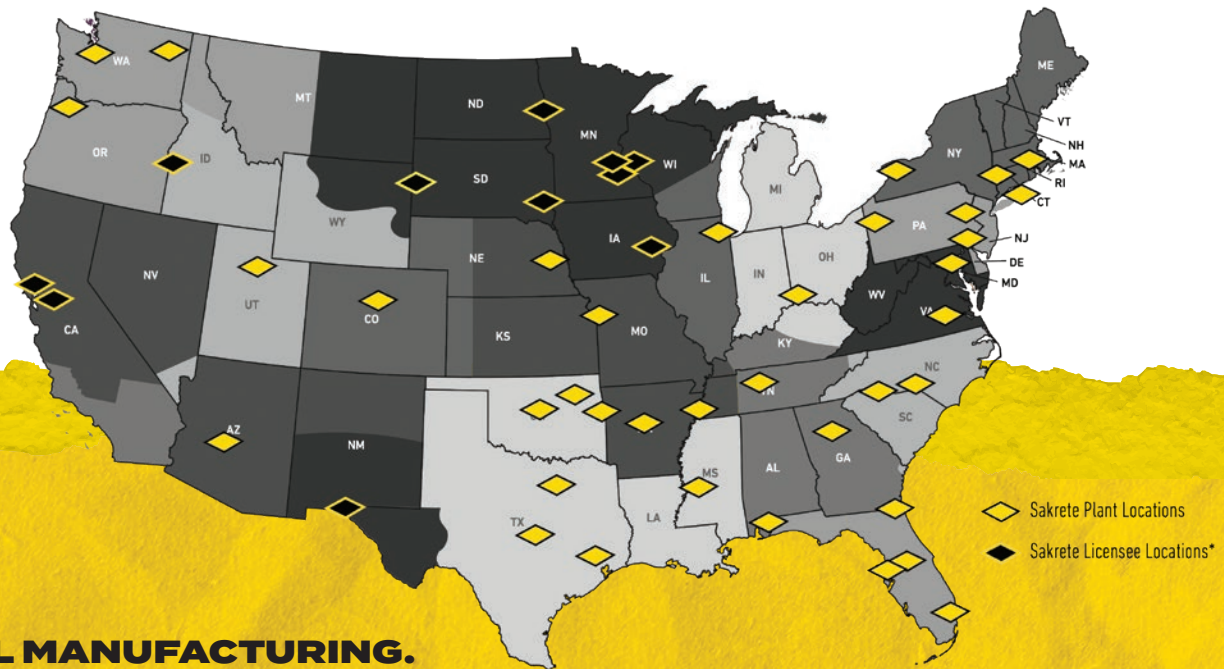 WA
MT
ND
MN
ME
VT
NH
MA
RI
CT
NY
OR
ID
SD
WI
MI
WY
NE
IA
PA
NJ
OH
IN
IL
DE
MD
NV
UT
CO
CA
KS
MO
WV
VA
KY
NC
TN
SC
AZ
NM
MS
AL
GA
TX
LA
Sakrete Plant Locations
Sakrete Licensee Locations*
L MANUFACTURING.